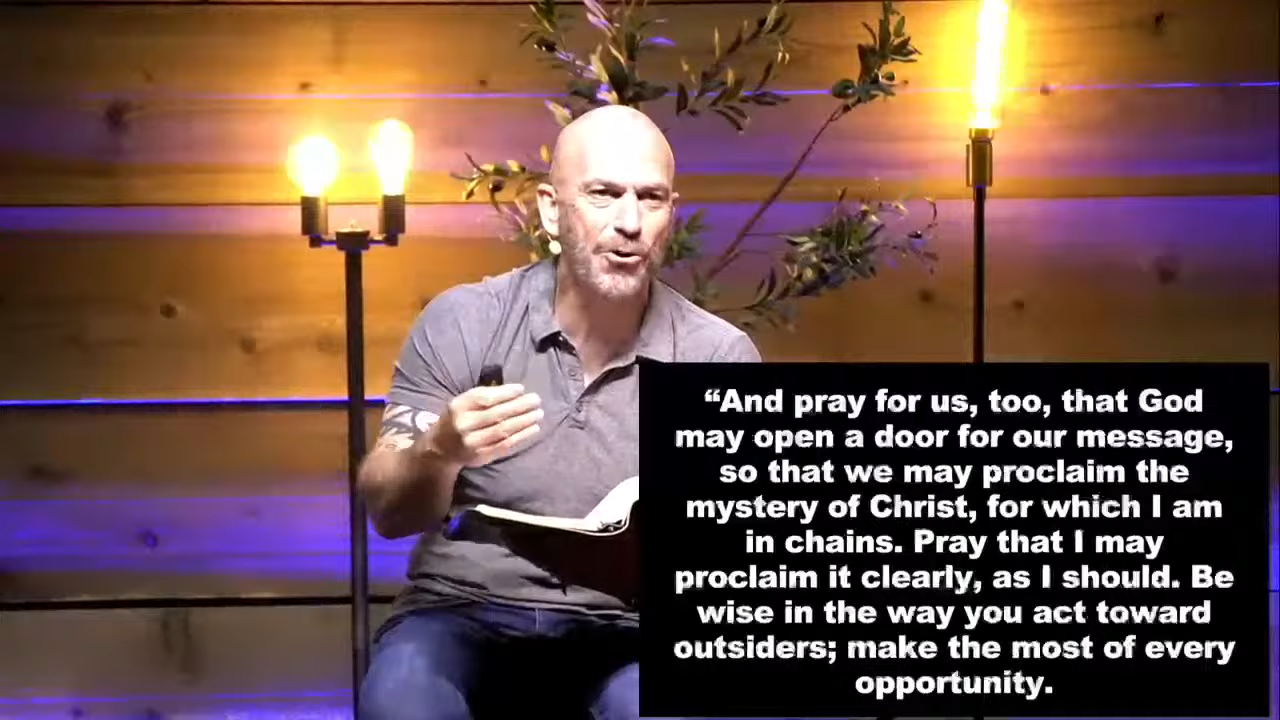 “And pray for us, too, that God
may open a door for our message,
so that we may proclaim the
mystery of Christ, for which I am
in chains. Pray that I may
proclaim it clearly, as I should. Be
wise in the way you act toward
outsiders; make the most of every
opportunity.